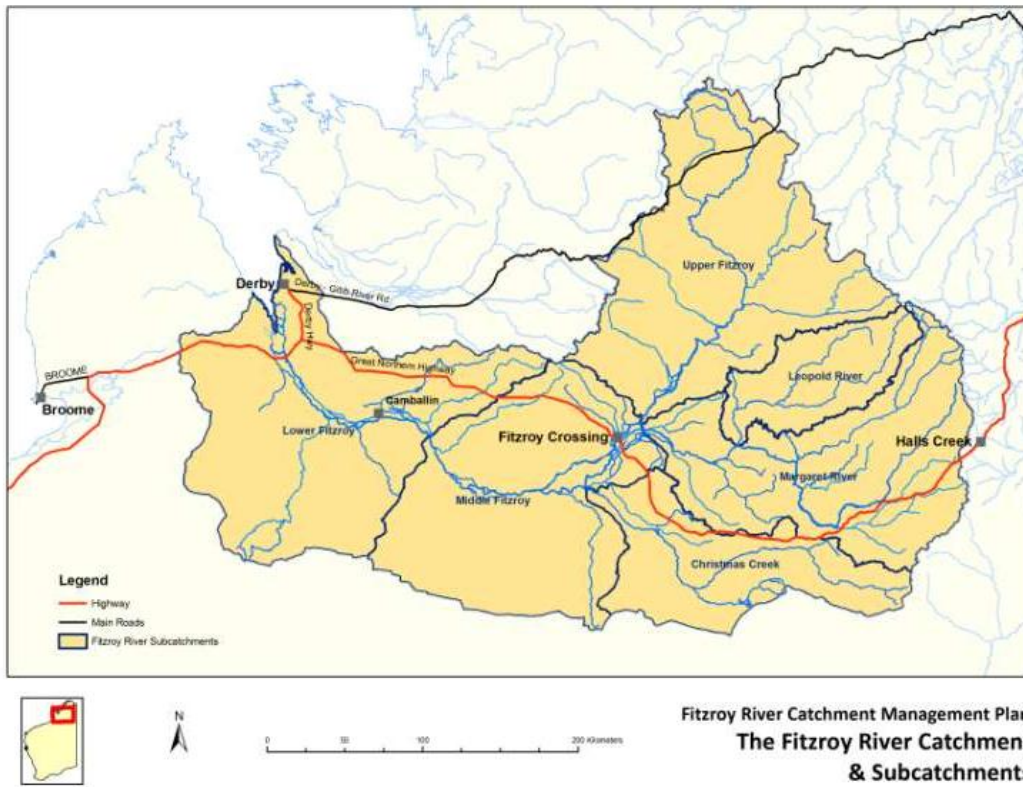 Upper Fitzroy
Derby
Derby - Gibb River Rd
Derby Hwy
Great Northern Highway
BROOME
Broome
Leopold River
Camballin
Lower Fitzroy
Fitzroy Crossing
Halls Creek
Margaret River
Middle Fitzroy
Christmas Creek
Legend
Highway
Main Roads
Fitzroy River Subcatchments
N
0 50 100 200 Kilometers
Fitzroy River Catchment Management Plan
The Fitzroy River Catchment
& Subcatchments